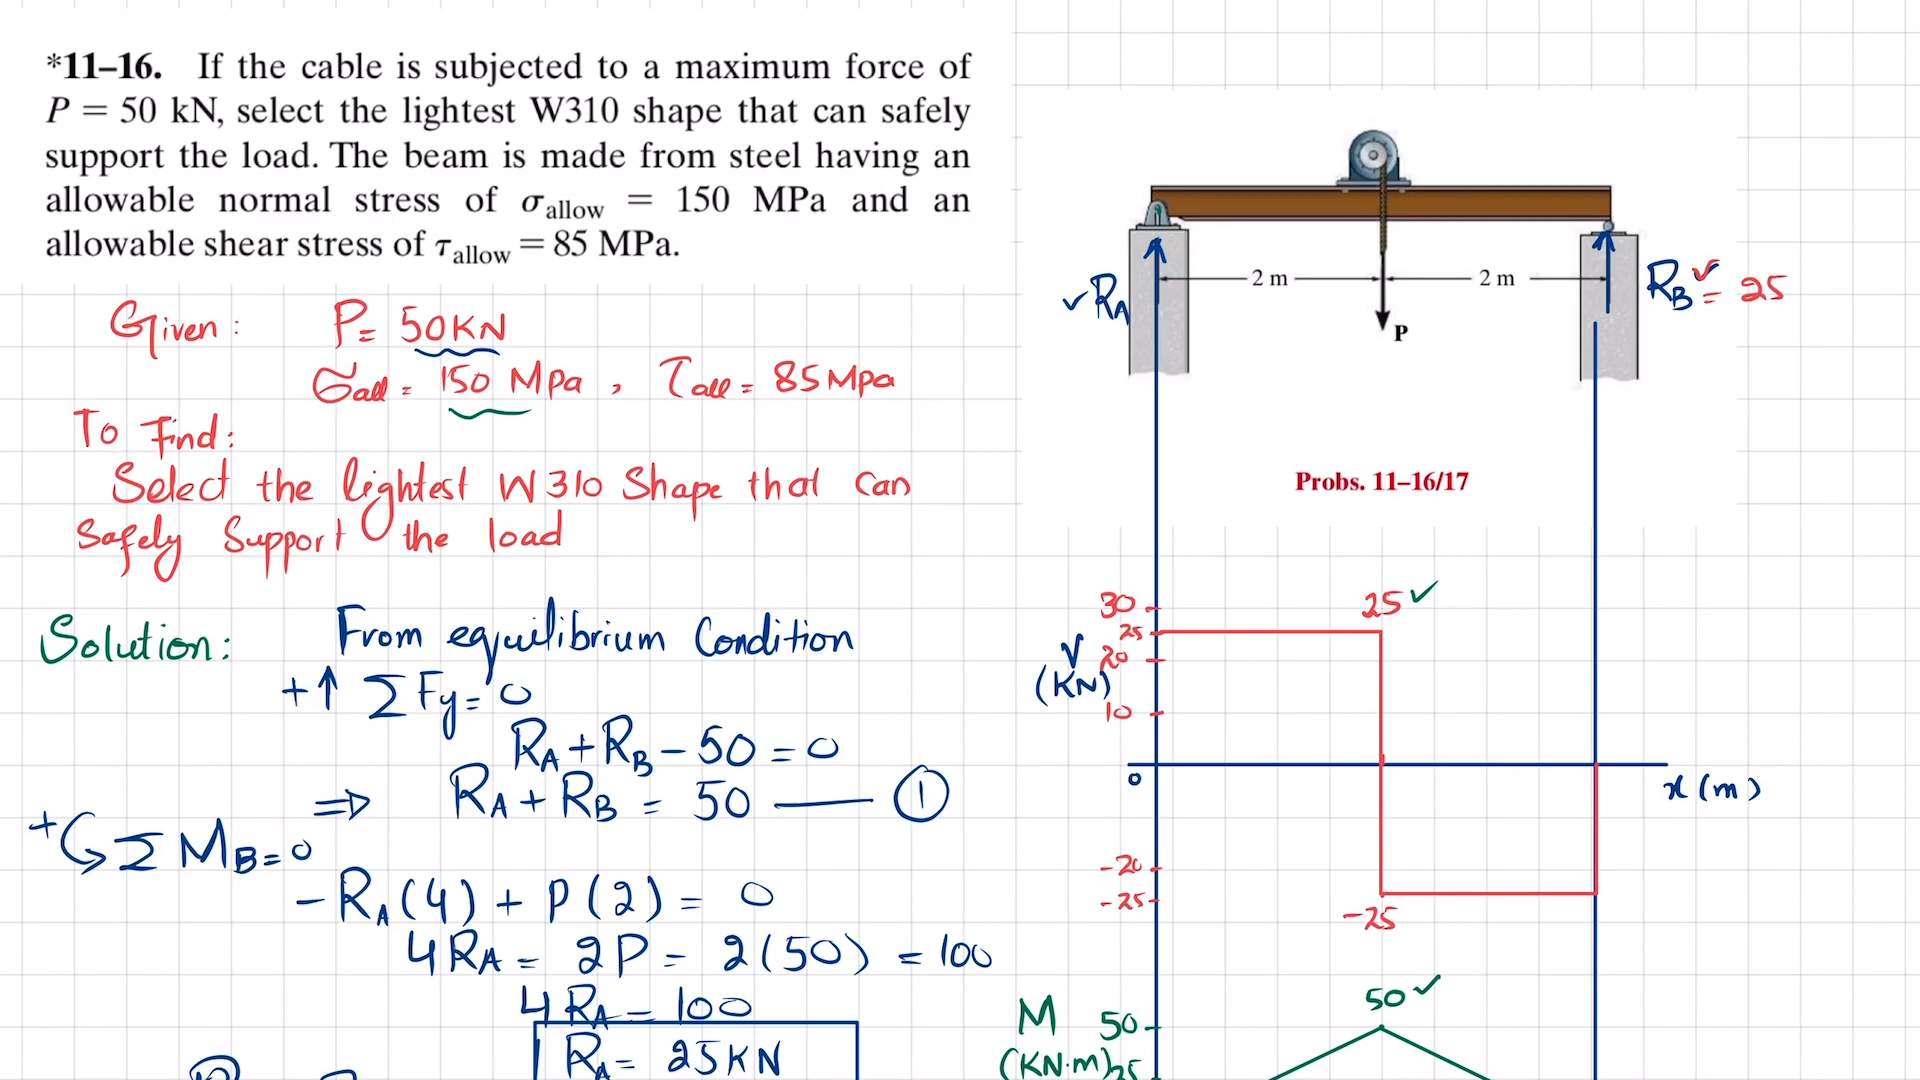 *11–16. If the cable is subjected to a maximum force of
P = 50 kN, select the lightest W310 shape that can safely
support the load. The beam is made from steel having an
allowable normal stress of σallow = 150 MPa and an
allowable shear stress of τallow = 85 MPa.
Given: P = 50KN
σall = 150 MPa , τall = 85MPa
To Find:
Select the lightest W310 Shape that Can
Safely Support the load
Solution: From equilibrium Condition
+↑ ΣFy = 0
RA + RB – 50 = 0
⇒ RA + RB = 50 —— ①
+↺ ΣMB = 0
– RA(4) + P(2) = 0
4RA = 2P = 2(50) = 100
4RA = 100
RA = 25KN
2 m
2 m
P
✓RA
RB✓ = 25
Probs. 11–16/17
30
25
20
10
V
(KN)
25✓
0
x (m)
-20
-25
-25
M
(KN·m)
50
25
50✓